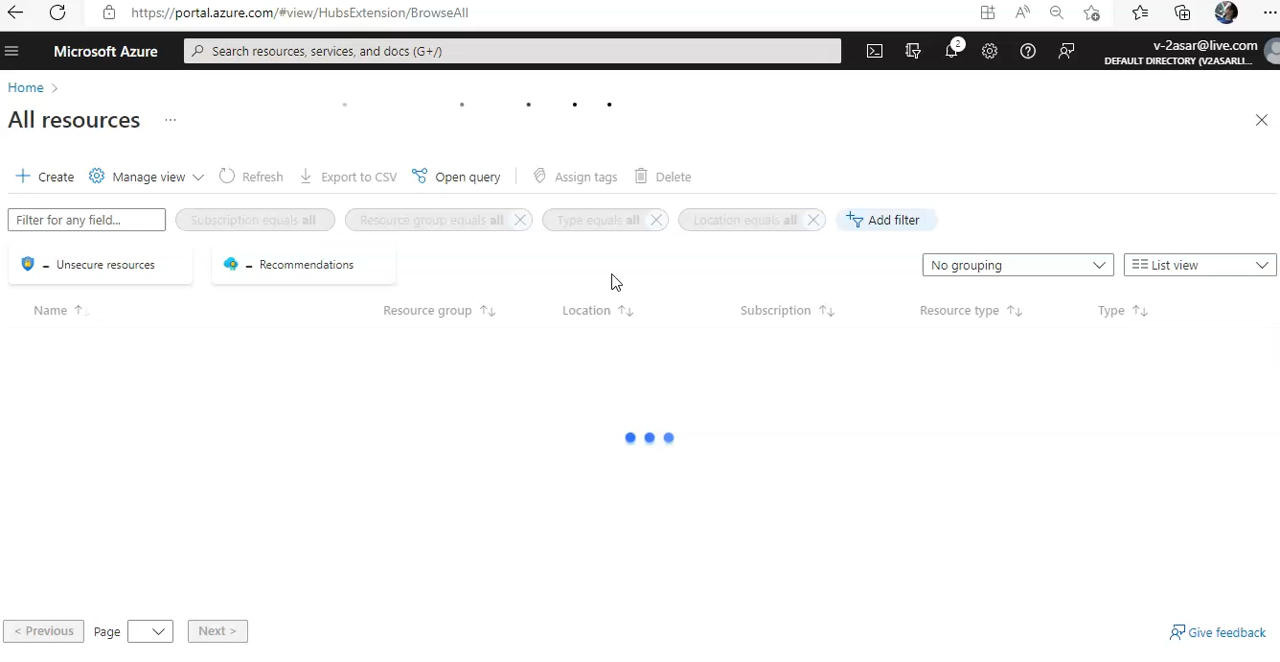 https://portal.azure.com/#view/HubsExtension/BrowseAll
Microsoft Azure
Search resources, services, and docs (G+/)
2
v-2asar@live.com
DEFAULT DIRECTORY (V2ASARLI...
Home
All resources ...
Create Manage view Refresh Export to CSV Open query Assign tags Delete
Filter for any field... Subscription equals all Resource group equals all Type equals all Location equals all Add filter
- Unsecure resources - Recommendations No grouping List view
Name Resource group Location Subscription Resource type Type
< Previous Page Next > Give feedback